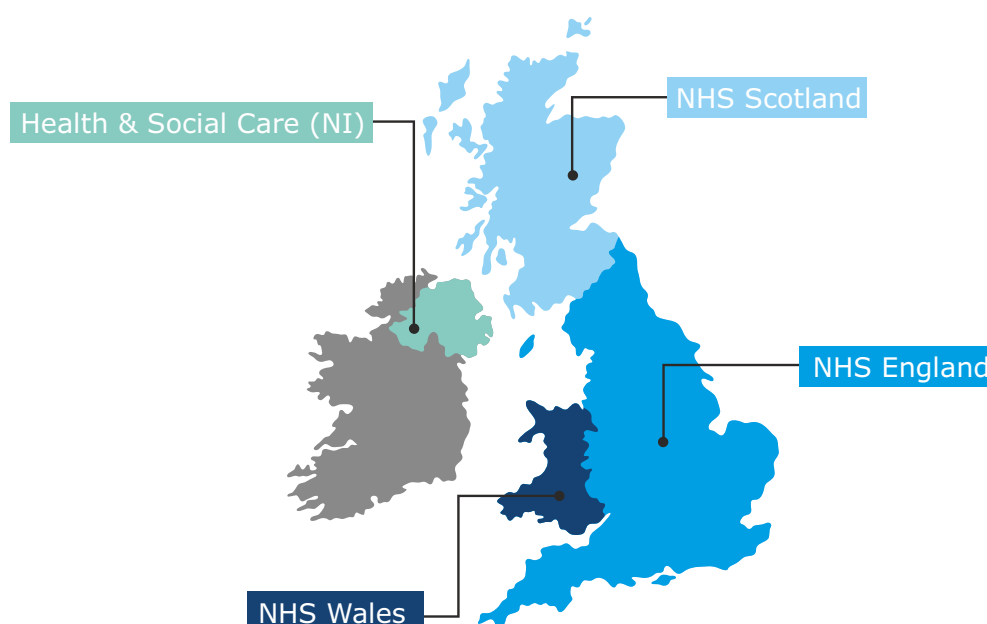 NHS Scotland
Health & Social Care (NI)
NHS England
NHS Wales